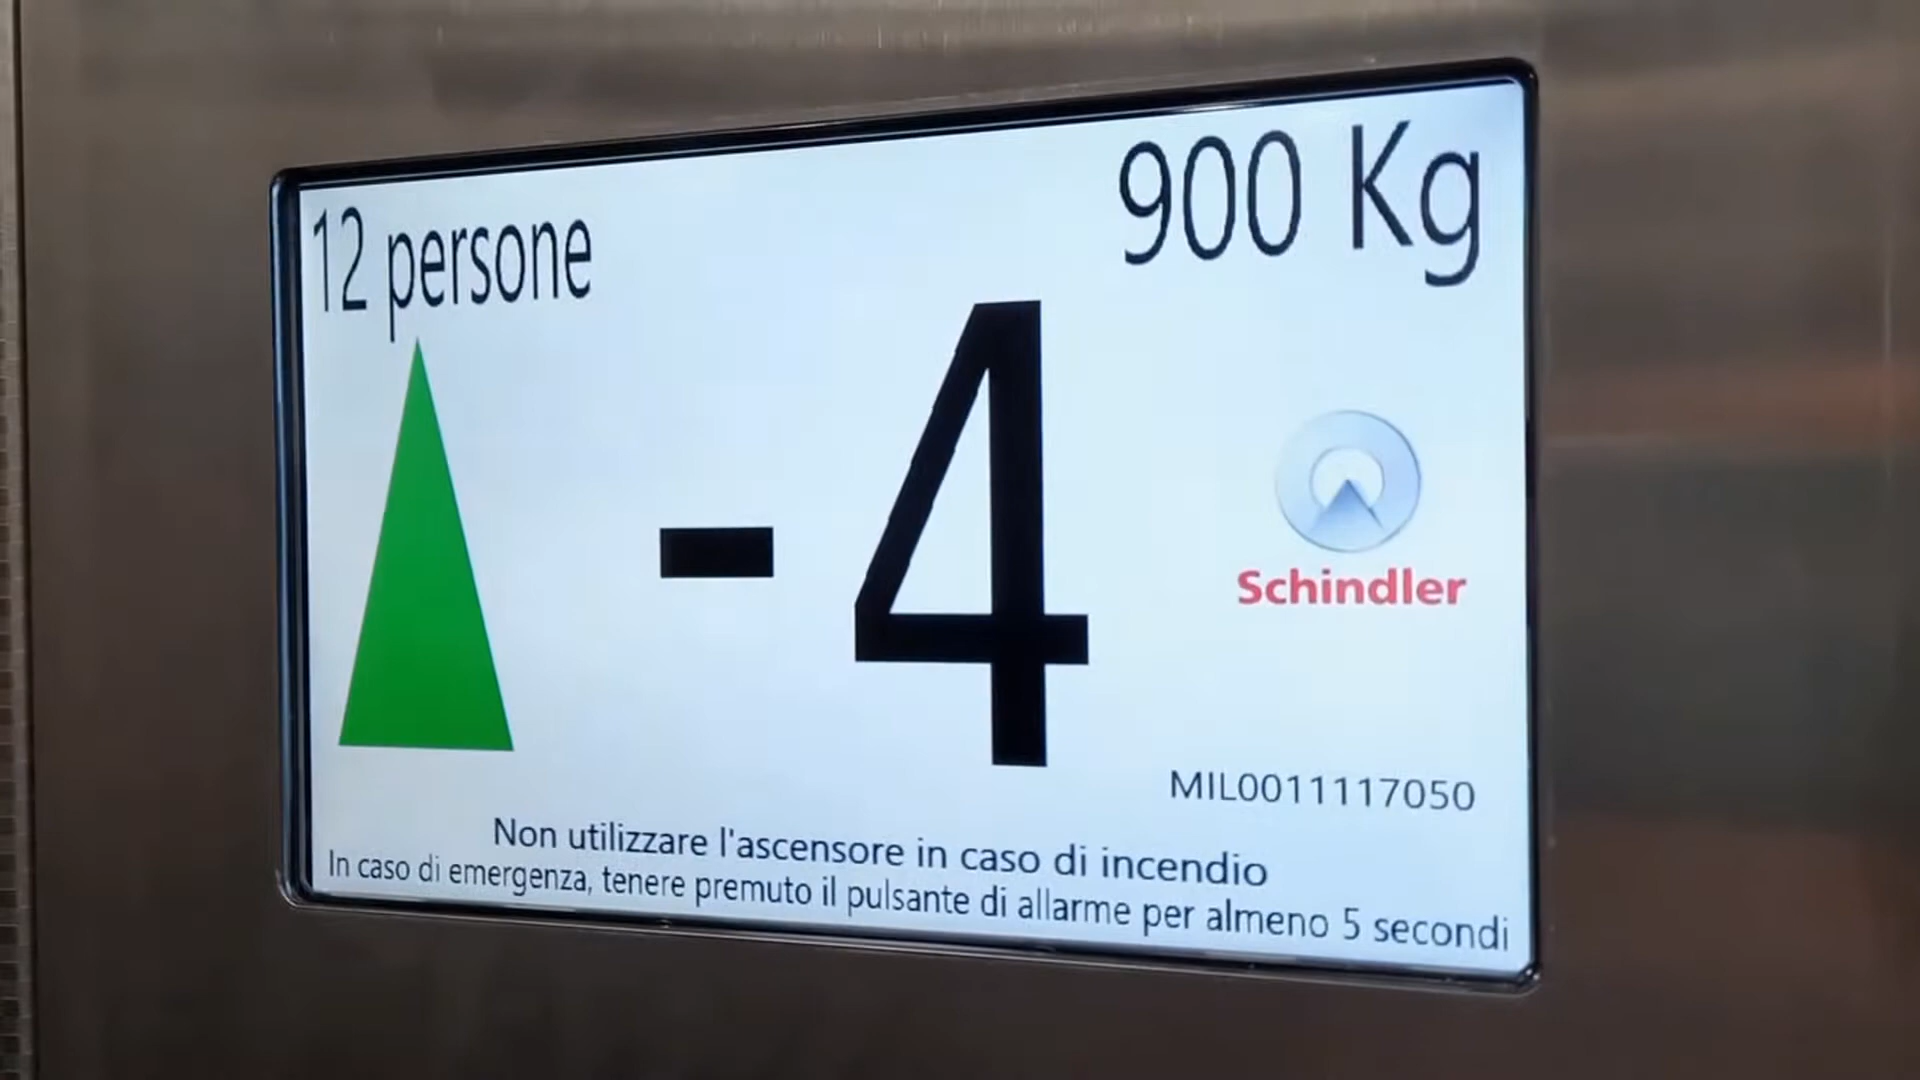 12 persone
900 Kg
-4
Schindler
MIL0011117050
Non utilizzare l'ascensore in caso di incendio
In caso di emergenza, tenere premuto il pulsante di allarme per almeno 5 secondi